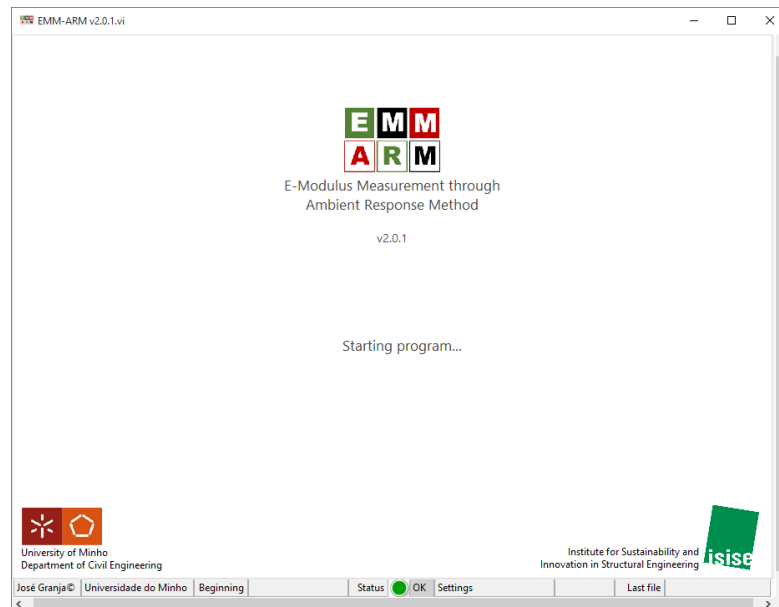 EMM-ARM v2.0.1.vi
E M M
A R M
E-Modulus Measurement through
Ambient Response Method
v2.0.1
Starting program...
University of Minho
Department of Civil Engineering
Institute for Sustainability and
Innovation in Structural Engineering
isise
José Granja© Universidade do Minho Beginning Status OK Settings Last file